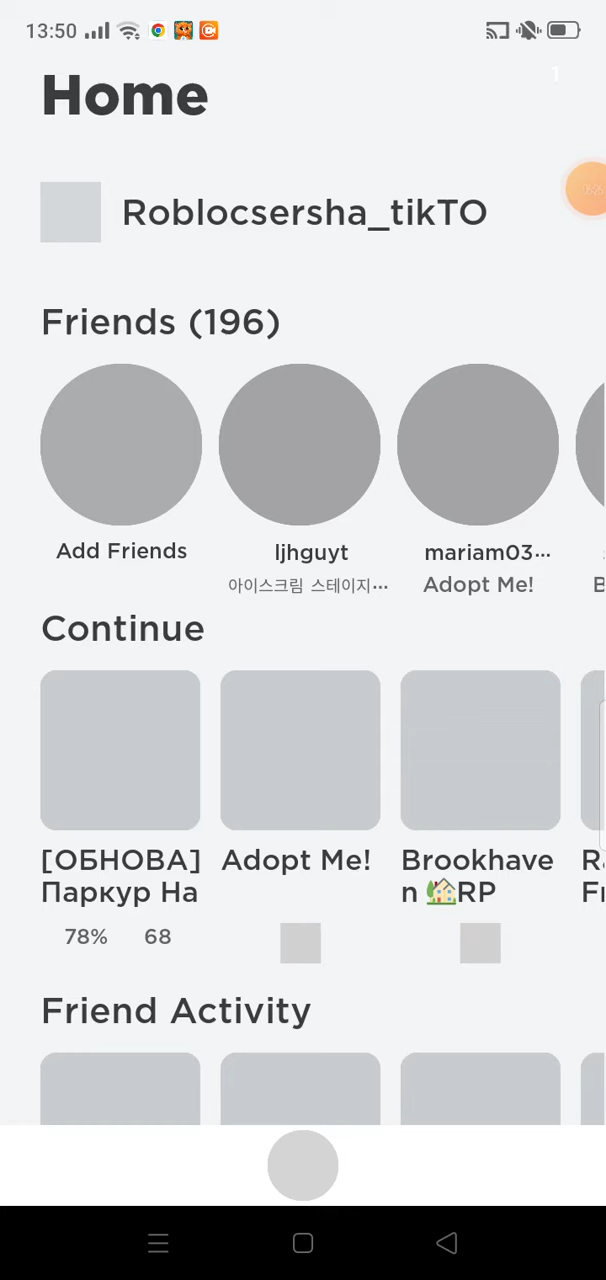 13:50
1
Home
Roblocsersha_tikTO
Friends (196)
Add Friends
ljhguyt
mariam03...
아이스크림 스테이지...
Adopt Me!
B
Continue
[ОБНОВА]
Паркур На
Adopt Me!
Brookhave
n 🏡RP
78%
68
Friend Activity